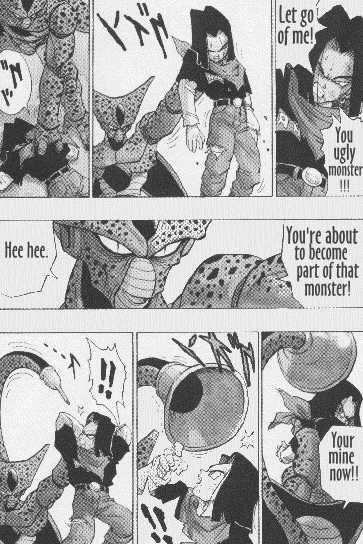 Let go
of me!
You
ugly
monster
!!!
Hee hee.
You're about
to become
part of that
monster!
!!
!!
Your
mine
now!!